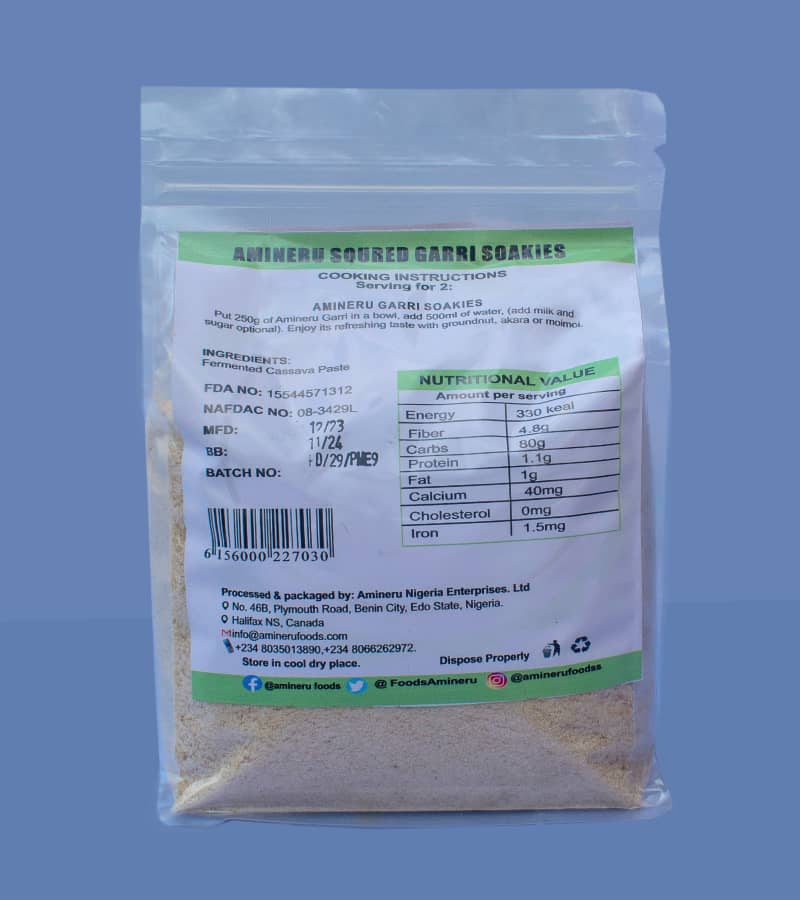 AMINERU SOURED GARRI SOAKIES
COOKING INSTRUCTIONS
Serving for 2:
AMINERU GARRI SOAKIES
Put 250g of Amineru Garri in a bowl, add 500ml of water, (add milk and
sugar optional). Enjoy its refreshing taste with groundnut, akara or moimoi.
INGREDIENTS:
Fermented Cassava Paste
FDA NO: 15544571312
NAFDAC NO: 08-3429L
MFD: 12/23
BB: 11/24
BATCH NO:
NUTRITIONAL VALUE
Amount per serving
Energy 330 kcal
Fiber 4.8g
Carbs 80g
Protein 1.1g
Fat 1g
Calcium 40mg
Cholesterol 0mg
Iron 1.5mg
6 156000 227030
Processed & packaged by: Amineru Nigeria Enterprises. Ltd
No. 46B, Plymouth Road, Benin City, Edo State, Nigeria.
Halifax NS, Canada
info@aminerufoods.com
+234 8035013890,+234 8066262972.
Store in cool dry place.
Dispose Properly
@amineru foods @ FoodsAmineru @aminerufoodss